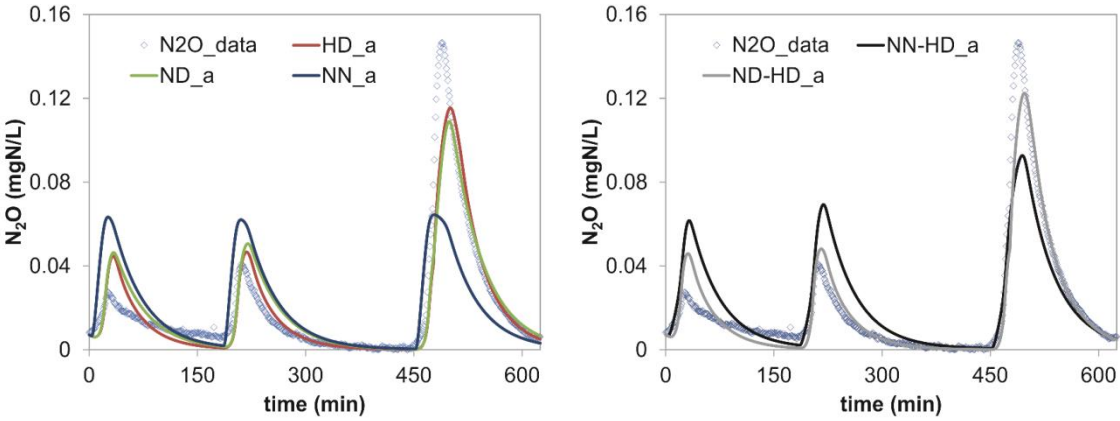 0.16
0.12
0.08
0.04
0
N₂O (mgN/L)
N2O_data
HD_a
ND_a
NN_a
0 150 300 450 600
time (min)
0.16
0.12
0.08
0.04
0
N₂O (mgN/L)
N2O_data
NN-HD_a
ND-HD_a
0 150 300 450 600
time (min)